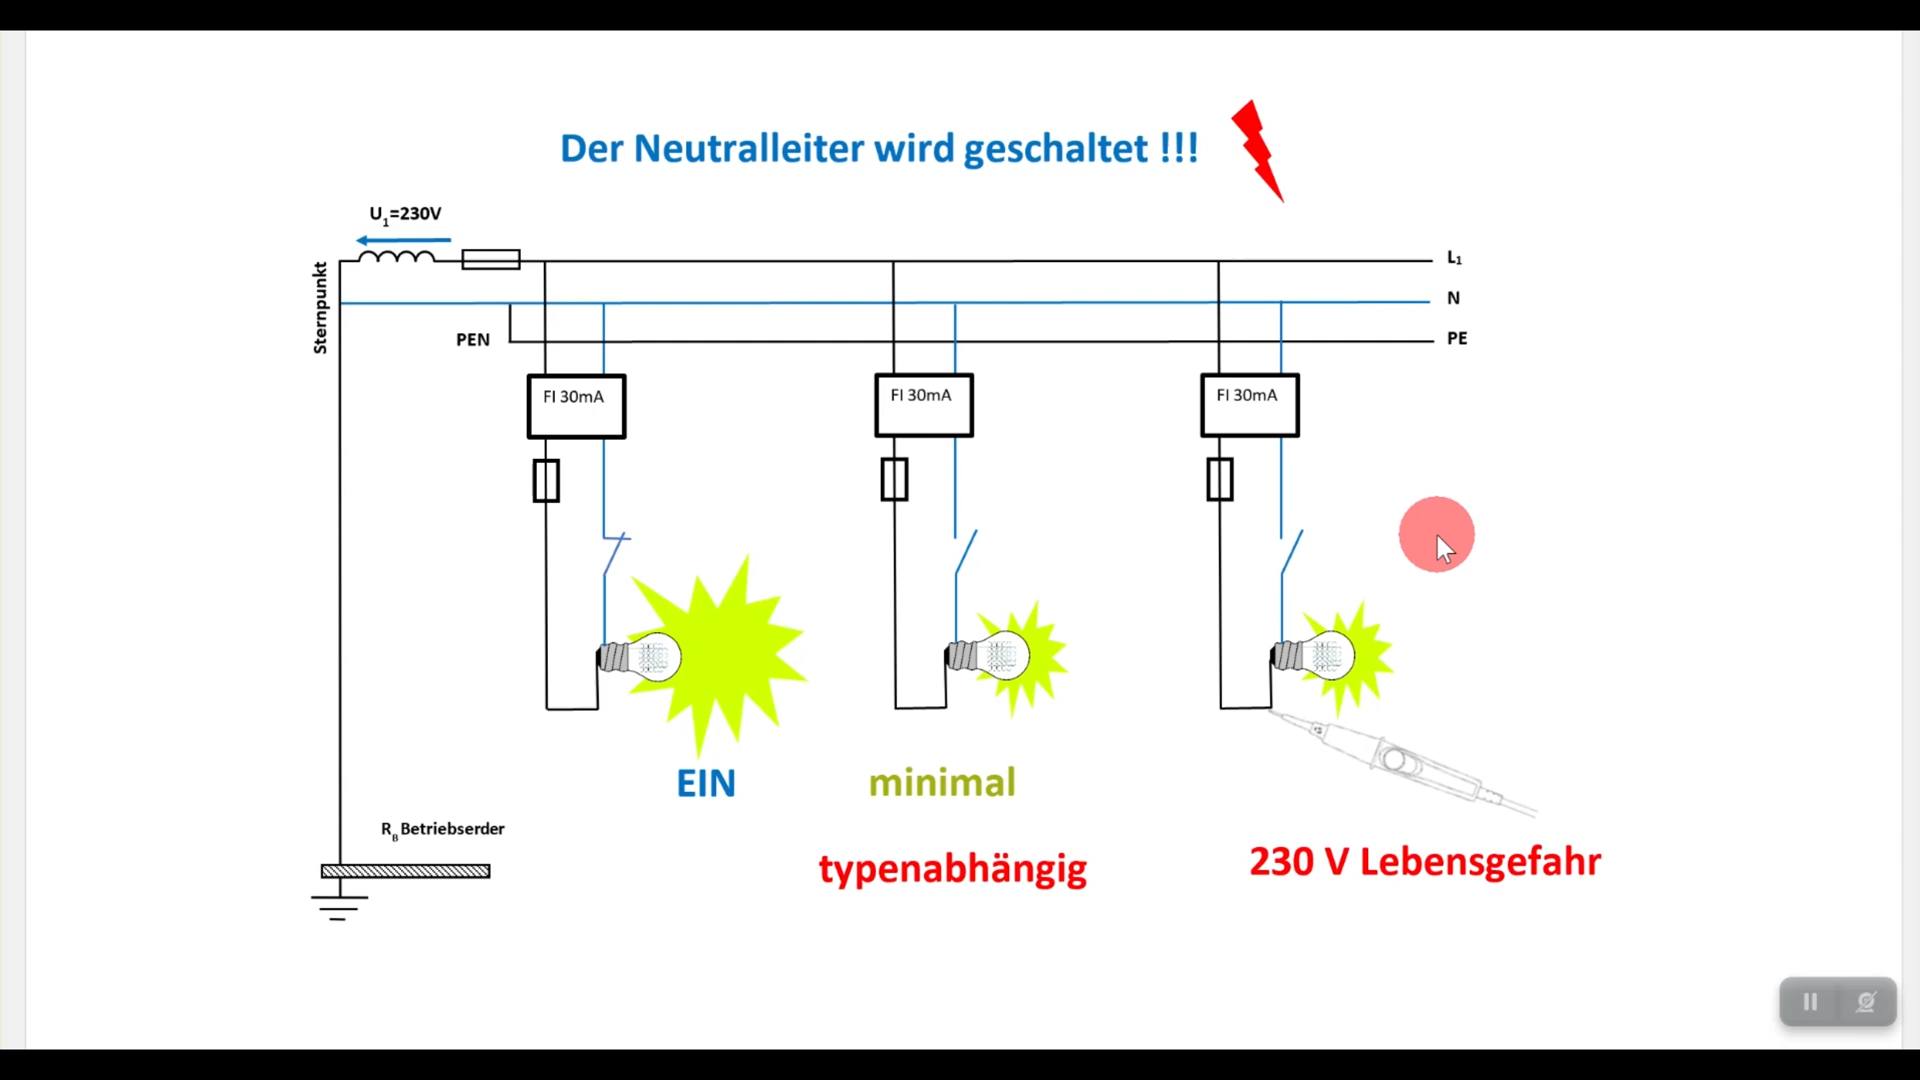 Der Neutralleiter wird geschaltet !!!
U1=230V
Sternpunkt
L1
N
PEN
PE
FI 30mA
FI 30mA
FI 30mA
EIN
minimal
RB Betriebserder
typenabhängig
230 V Lebensgefahr